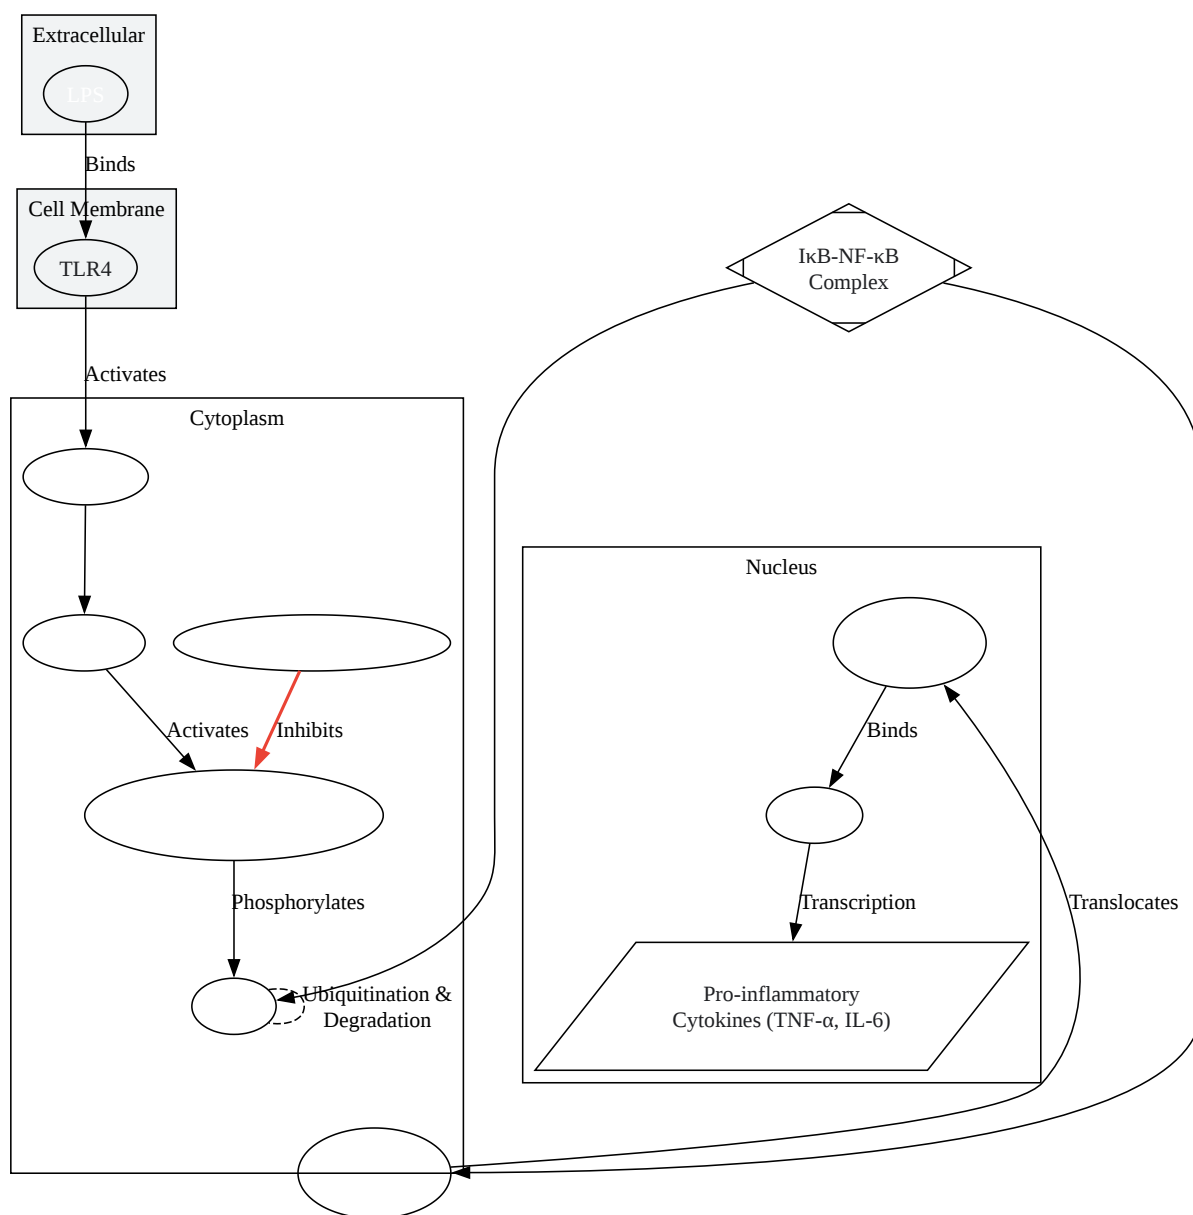 Extracellular
LPS
Binds
Cell Membrane
TLR4
IκB-NF-κB
Complex
Activates
Cytoplasm
Nucleus
Activates
Inhibits
Binds
Phosphorylates
Transcription
Translocates
Ubiquitination &
Degradation
Pro-inflammatory
Cytokines (TNF-α, IL-6)